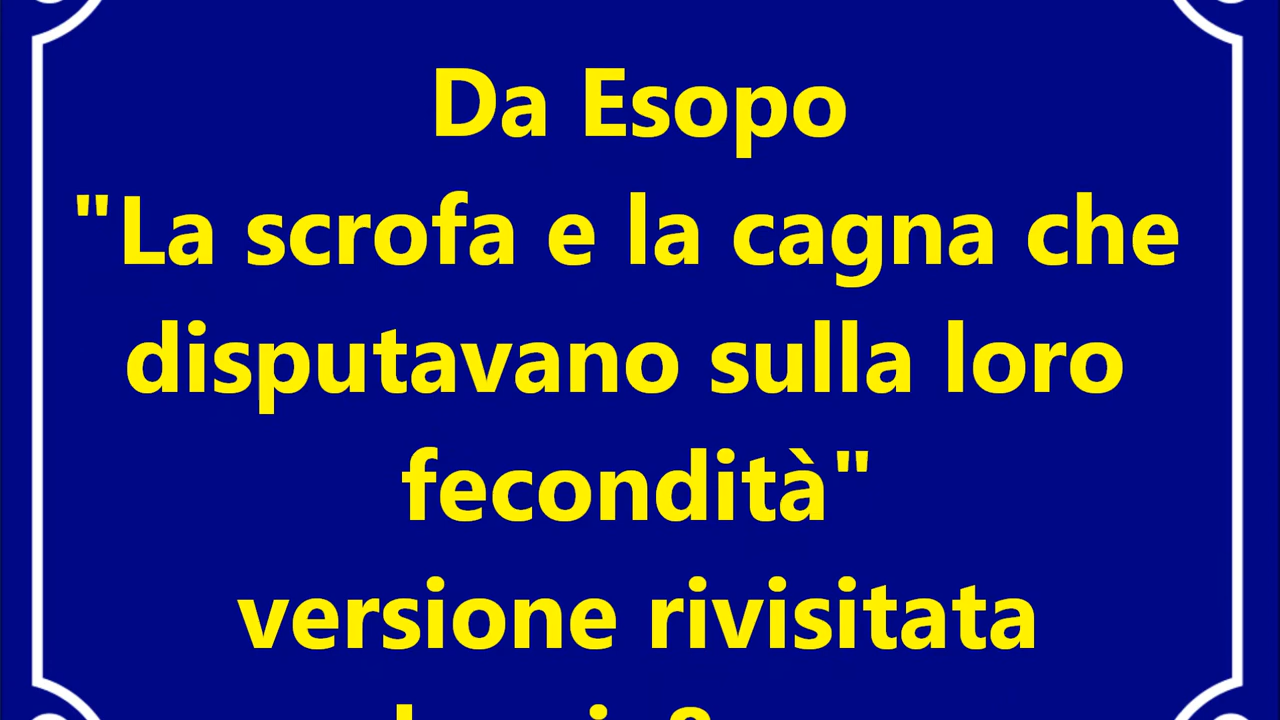 Da Esopo
"La scrofa e la cagna che
disputavano sulla loro
fecondità"
versione rivisitata